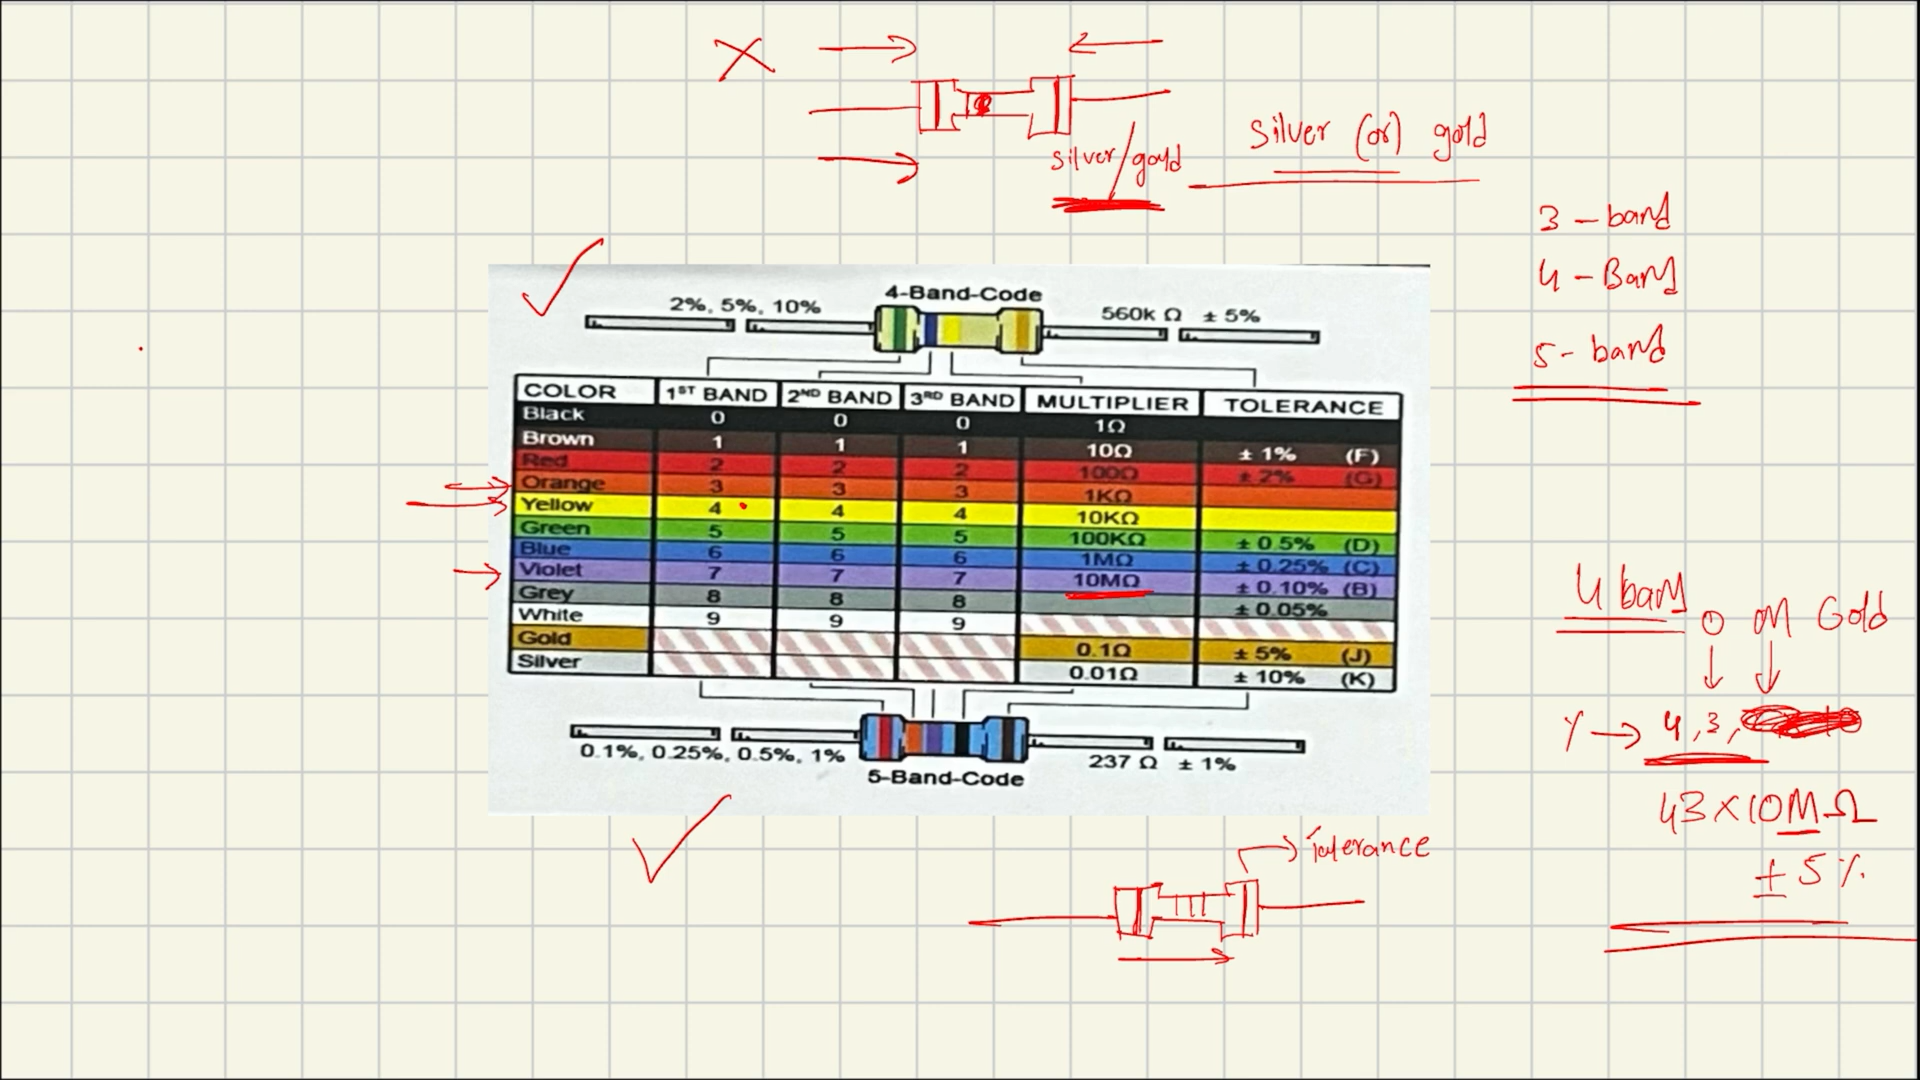 X
silver/gould
silver (or) gold
3 - band
4 - Band
5 - band
4-Band-Code
2%, 5%, 10%
560k Ω ± 5%
COLOR 1ST BAND 2ND BAND 3RD BAND MULTIPLIER TOLERANCE
Black 0 0 0 1Ω
Brown 1 1 1 10Ω ± 1% (F)
Red 2 2 2 100Ω ± 2% (G)
Orange 3 3 3 1KΩ
Yellow 4 4 4 10KΩ
Green 5 5 5 100KΩ ± 0.5% (D)
Blue 6 6 6 1MΩ ± 0.25% (C)
Violet 7 7 7 10MΩ ± 0.10% (B)
Grey 8 8 8 ± 0.05%
White 9 9 9
Gold 0.1Ω ± 5% (J)
Silver 0.01Ω ± 10% (K)
0.1%, 0.25%, 0.5%, 1%
237 Ω ± 1%
5-Band-Code
4 band
O Gold
Y → 4, 3,
43 × 10MΩ
± 5%
Tolerance